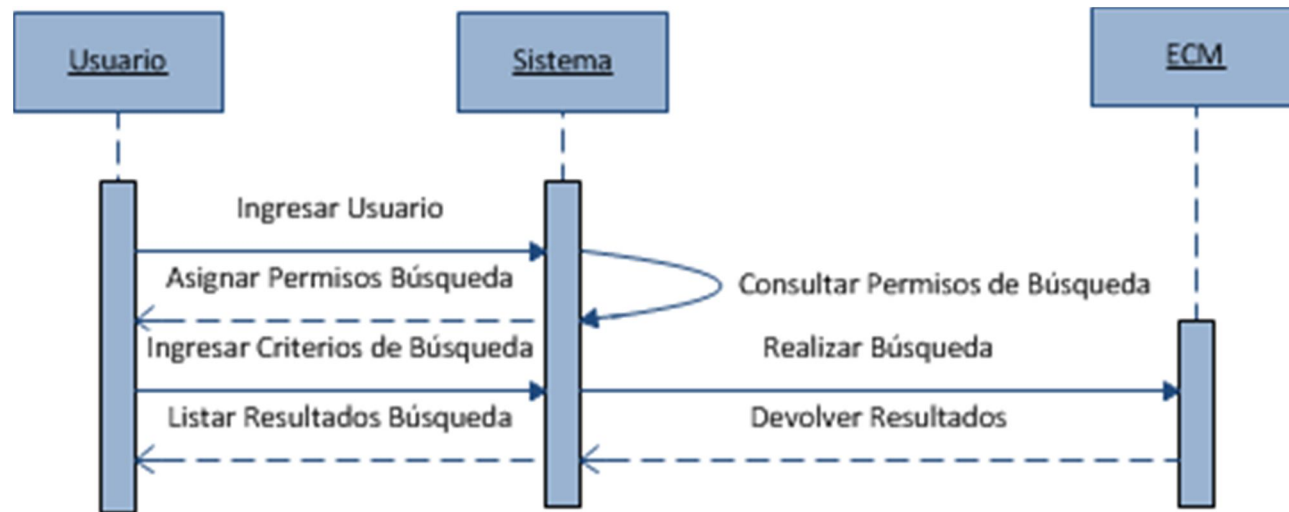 Usuario
Sistema
ECM
Ingresar Usuario
Asignar Permisos Búsqueda
Consultar Permisos de Búsqueda
Ingresar Criterios de Búsqueda
Realizar Búsqueda
Listar Resultados Búsqueda
Devolver Resultados